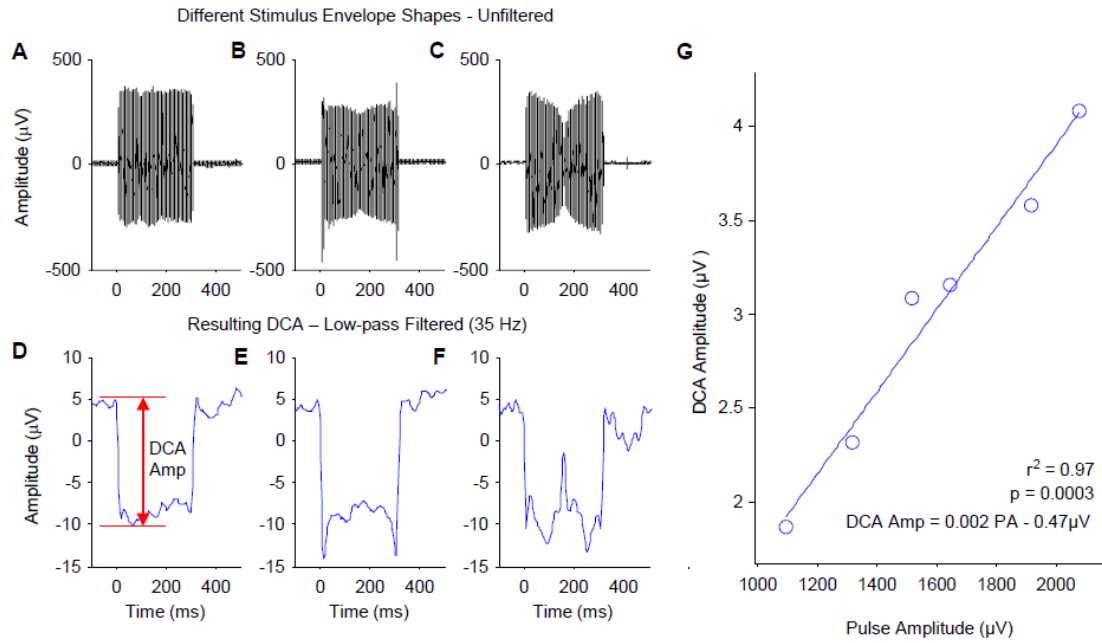 Different Stimulus Envelope Shapes - Unfiltered
A
B
C
G
500
0
-500
Amplitude (µV)
0 200 400
500
0
-500
0 200 400
500
0
-500
0 200 400
Resulting DCA – Low-pass Filtered (35 Hz)
D
E
F
10
5
0
-5
-10
-15
Amplitude (µV)
DCA
Amp
0 200 400
Time (ms)
10
5
0
-5
-10
-15
0 200 400
Time (ms)
10
5
0
-5
-10
-15
0 200 400
Time (ms)
4
3.5
3
2.5
2
DCA Amplitude (µV )
r² = 0.97
p = 0.0003
DCA Amp = 0.002 PA - 0.47µV
1000 1200 1400 1600 1800 2000
Pulse Amplitude (µV)